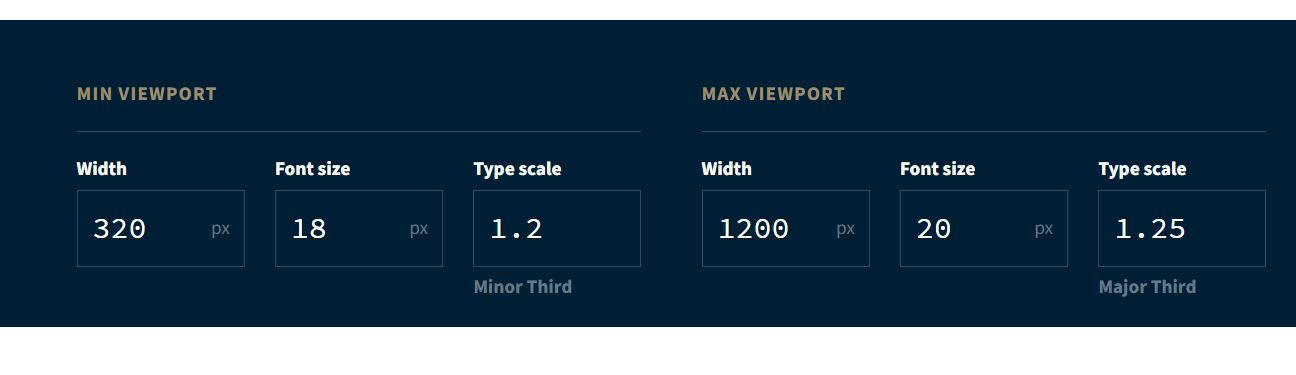 MIN VIEWPORT
MAX VIEWPORT
Width
Font size
Type scale
Width
Font size
Type scale
320 px
18 px
1.2
1200 px
20 px
1.25
Minor Third
Major Third